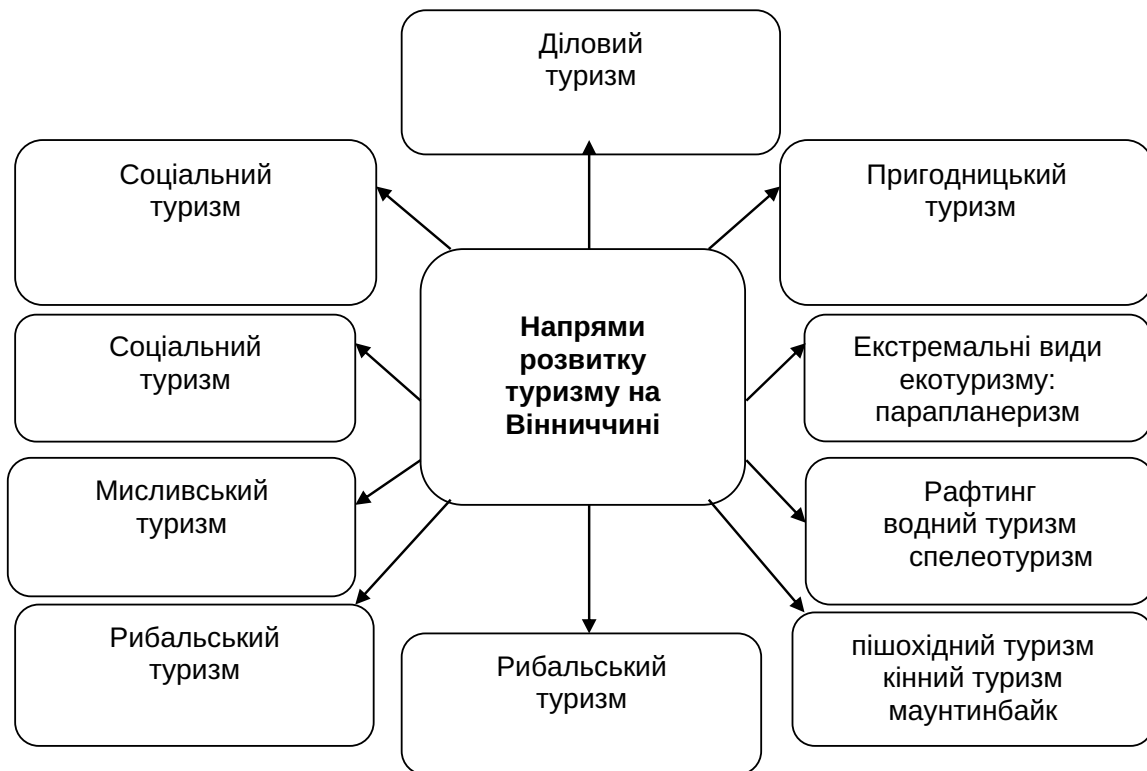 Діловий
туризм
Соціальний
туризм
Пригодницький
туризм
Напрями
розвитку
туризму на
Вінниччині
Соціальний
туризм
Екстремальні види
екотуризму:
парапланеризм
Мисливський
туризм
Рафтинг
водний туризм
спелеотуризм
Рибальський
туризм
Рибальський
туризм
пішохідний туризм
кінний туризм
маунтинбайк